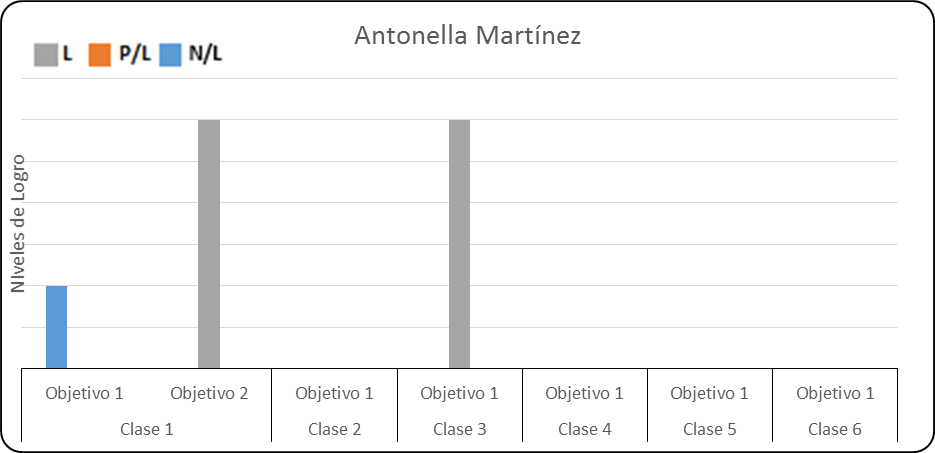 Antonella Martínez
L P/L N/L
NIveles de Logro
Objetivo 1 Objetivo 2 Objetivo 1 Objetivo 1 Objetivo 1 Objetivo 1 Objetivo 1
Clase 1 Clase 2 Clase 3 Clase 4 Clase 5 Clase 6